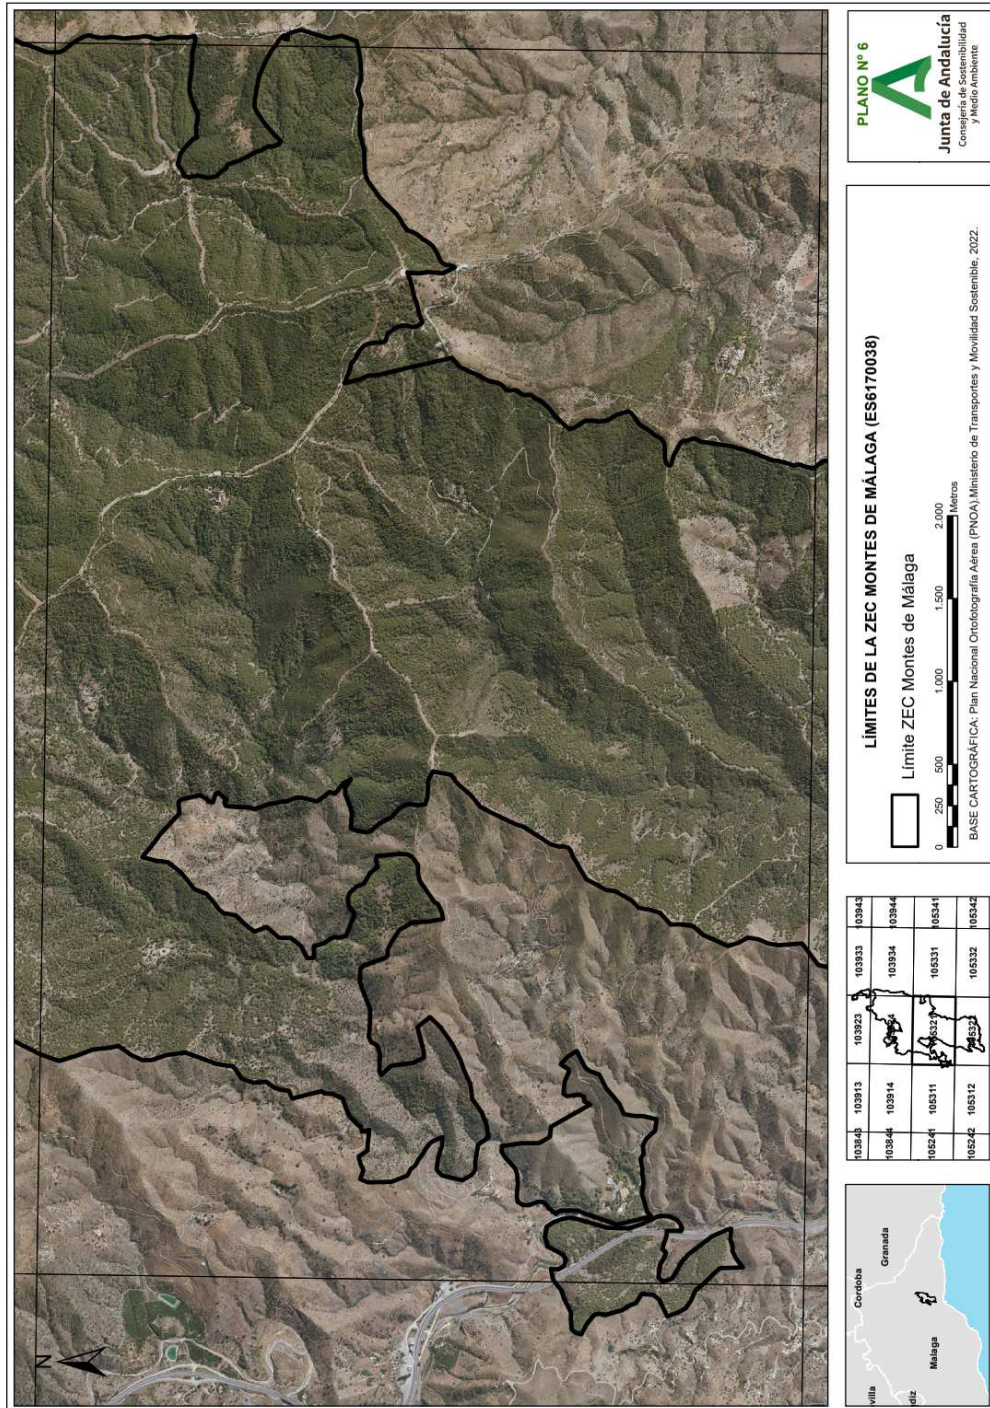 N
PLANO Nº 6
Junta de Andalucía
Consejería de Sostenibilidad
y Medio Ambiente
LÍMITES DE LA ZEC MONTES DE MÁLAGA (ES6170038)
Límite ZEC Montes de Málaga
0 250 500 1.000 1.500 2.000
Metros
BASE CARTOGRÁFICA: Plan Nacional Ortofotografía Aérea (PNOA).Ministerio de Transportes y Movilidad Sostenible, 2022.
103843 103913 103923 103933 103943
103844 103914 103934 103944
105241 105311 105321 105331 105341
105242 105312 105332 105342
villa
Cordoba
Granada
Malaga
diz